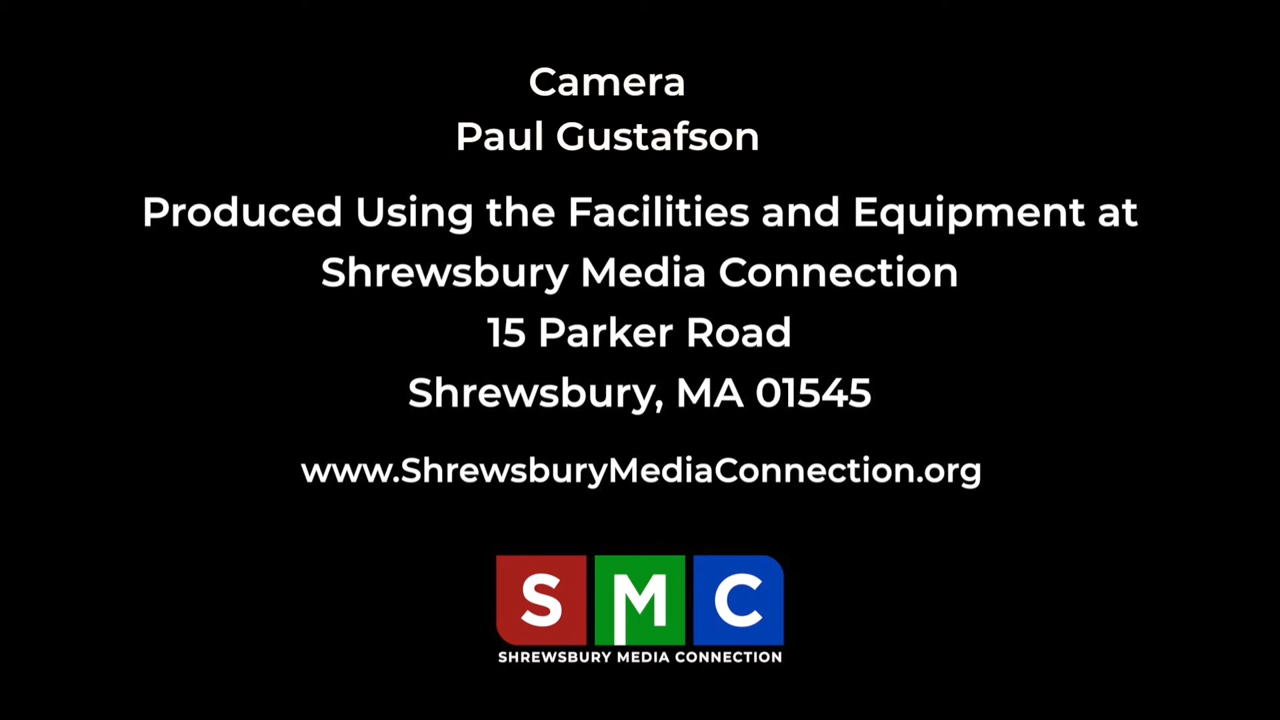 Camera
Paul Gustafson
Produced Using the Facilities and Equipment at
Shrewsbury Media Connection
15 Parker Road
Shrewsbury, MA 01545
www.ShrewsburyMediaConnection.org
SMC
SHREWSBURY MEDIA CONNECTION